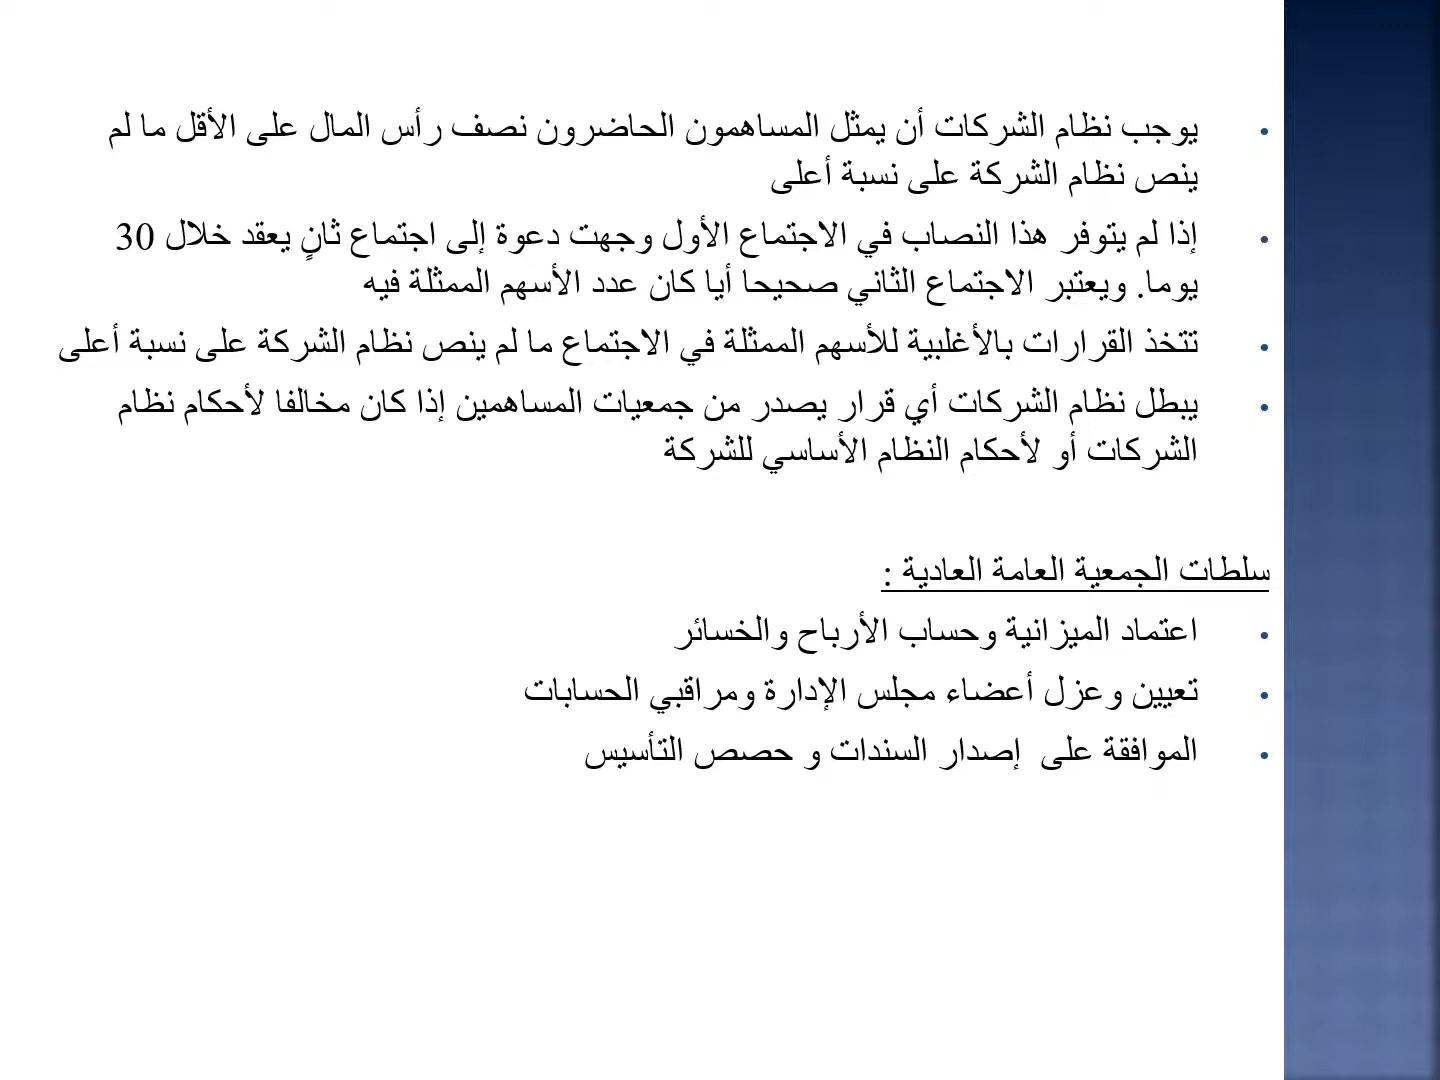 • يوجب نظام الشركات أن يمثل المساهمون الحاضرون نصف رأس المال على الأقل ما لم
ينص نظام الشركة على نسبة أعلى
• إذا لم يتوفر هذا النصاب في الاجتماع الأول وجهت دعوة إلى اجتماع ثانٍ يعقد خلال 30
يوما. ويعتبر الاجتماع الثاني صحيحا أيا كان عدد الأسهم الممثلة فيه
• تتخذ القرارات بالأغلبية للأسهم الممثلة في الاجتماع ما لم ينص نظام الشركة على نسبة أعلى
• يبطل نظام الشركات أي قرار يصدر من جمعيات المساهمين إذا كان مخالفا لأحكام نظام
الشركات أو لأحكام النظام الأساسي للشركة
سلطات الجمعية العامة العادية :
• اعتماد الميزانية وحساب الأرباح والخسائر
• تعيين وعزل أعضاء مجلس الإدارة ومراقبي الحسابات
• الموافقة على إصدار السندات و حصص التأسيس